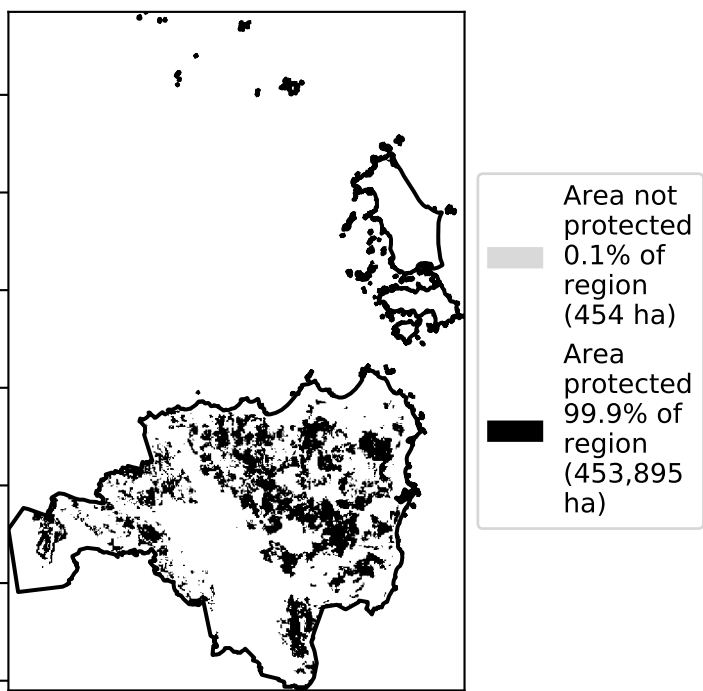 Area not
protected
0.1% of
region
(454 ha)
Area
protected
99.9% of
region
(453,895
ha)